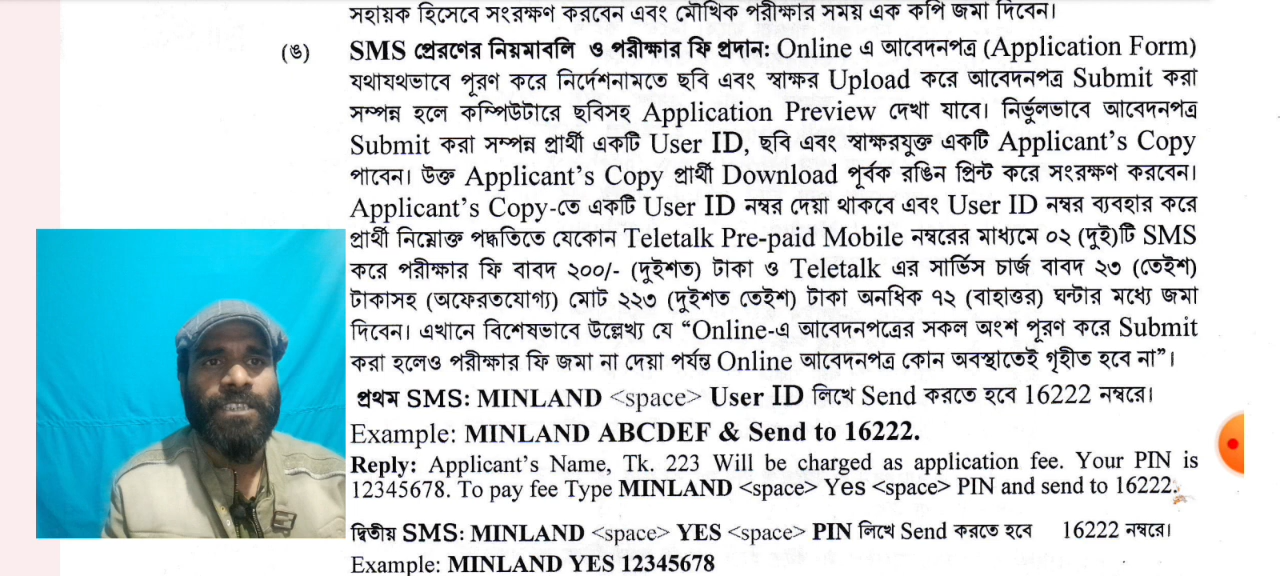 সহায়ক হিসেবে সংরক্ষণ করবেন এবং মৌখিক পরীক্ষার সময় এক কপি জমা দিবেন।
(ঙ) SMS প্রেরণের নিয়মাবলি ও পরীক্ষার ফি প্রদান: Online এ আবেদনপত্র (Application Form)
যথাযথভাবে পূরণ করে নির্দেশনামতে ছবি এবং স্বাক্ষর Upload করে আবেদনপত্র Submit করা
সম্পন্ন হলে কম্পিউটারে ছবিসহ Application Preview দেখা যাবে। নির্ভুলভাবে আবেদনপত্র
Submit করা সম্পন্ন প্রার্থী একটি User ID, ছবি এবং স্বাক্ষরযুক্ত একটি Applicant's Copy
পাবেন। উক্ত Applicant's Copy প্রার্থী Download পূর্বক রঙিন প্রিন্ট করে সংরক্ষণ করবেন।
Applicant's Copy-তে একটি User ID নম্বর দেয়া থাকবে এবং User ID নম্বর ব্যবহার করে
প্রার্থী নিম্নোক্ত পদ্ধতিতে যেকোন Teletalk Pre-paid Mobile নম্বরের মাধ্যমে ০২ (দুই)টি SMS
করে পরীক্ষার ফি বাবদ ২০০/- (দুইশত) টাকা ও Teletalk এর সার্ভিস চার্জ বাবদ ২৩ (তেইশ)
টাকাসহ (অফেরতযোগ্য) মোট ২২৩ (দুইশত তেইশ) টাকা অনধিক ৭২ (বাহাত্তর) ঘন্টার মধ্যে জমা
দিবেন। এখানে বিশেষভাবে উল্লেখ্য যে “Online-এ আবেদনপত্রের সকল অংশ পূরণ করে Submit
করা হলেও পরীক্ষার ফি জমা না দেয়া পর্যন্ত Online আবেদনপত্র কোন অবস্থাতেই গৃহীত হবে না”।
প্রথম SMS: MINLAND <space> User ID লিখে Send করতে হবে 16222 নম্বরে।
Example: MINLAND ABCDEF & Send to 16222.
Reply: Applicant's Name, Tk. 223 Will be charged as application fee. Your PIN is
12345678. To pay fee Type MINLAND <space> Yes <space> PIN and send to 16222.
দ্বিতীয় SMS: MINLAND <space> YES <space> PIN লিখে Send করতে হবে 16222 নম্বরে।
Example: MINLAND YES 12345678